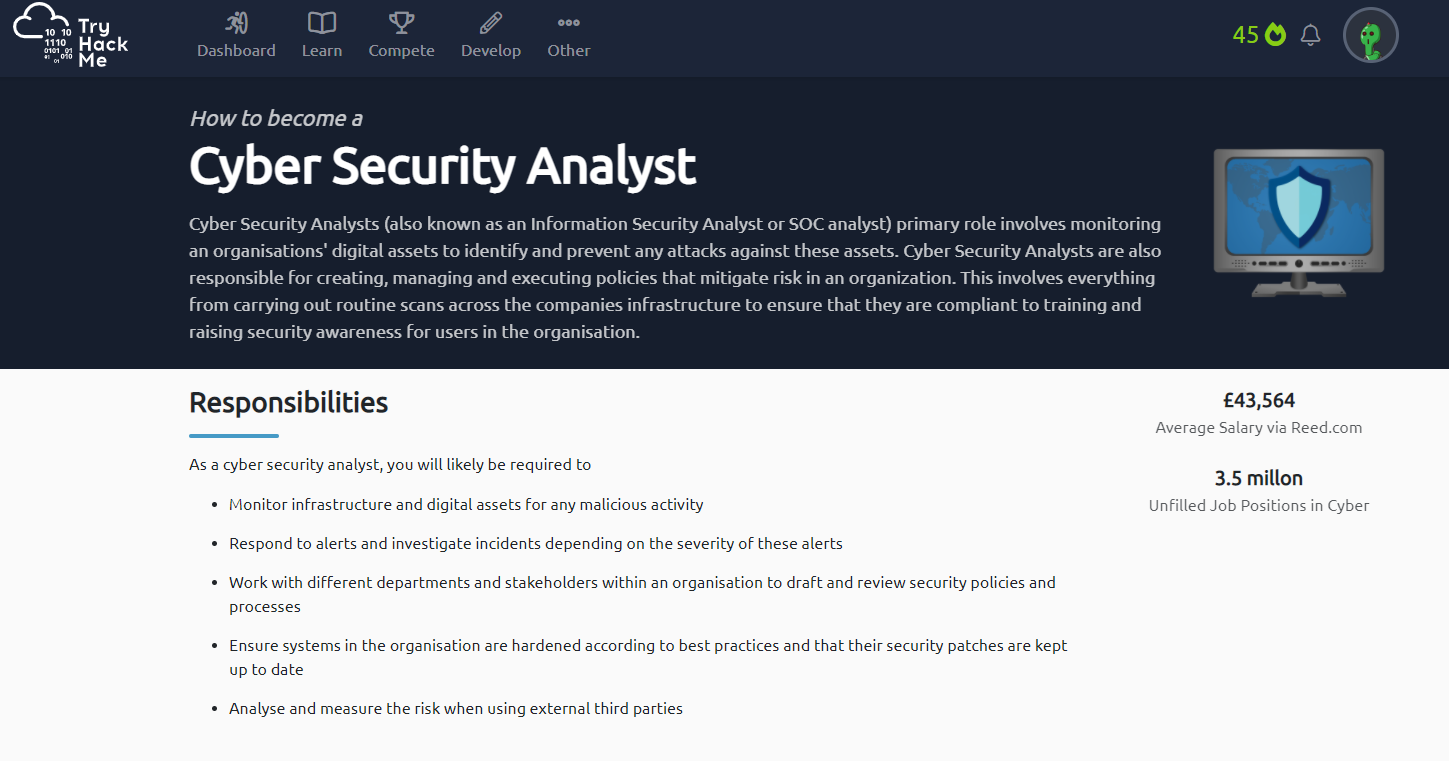 Try
Hack
Me
10 10
1110
0101 01
01 010
01
Dashboard
Learn
Compete
Develop
Other
45
How to become a
Cyber Security Analyst
Cyber Security Analysts (also known as an Information Security Analyst or SOC analyst) primary role involves monitoring
an organisations' digital assets to identify and prevent any attacks against these assets. Cyber Security Analysts are also
responsible for creating, managing and executing policies that mitigate risk in an organization. This involves everything
from carrying out routine scans across the companies infrastructure to ensure that they are compliant to training and
raising security awareness for users in the organisation.
Responsibilities
As a cyber security analyst, you will likely be required to
• Monitor infrastructure and digital assets for any malicious activity
• Respond to alerts and investigate incidents depending on the severity of these alerts
• Work with different departments and stakeholders within an organisation to draft and review security policies and
processes
• Ensure systems in the organisation are hardened according to best practices and that their security patches are kept
up to date
• Analyse and measure the risk when using external third parties
£43,564
Average Salary via Reed.com
3.5 millon
Unfilled Job Positions in Cyber